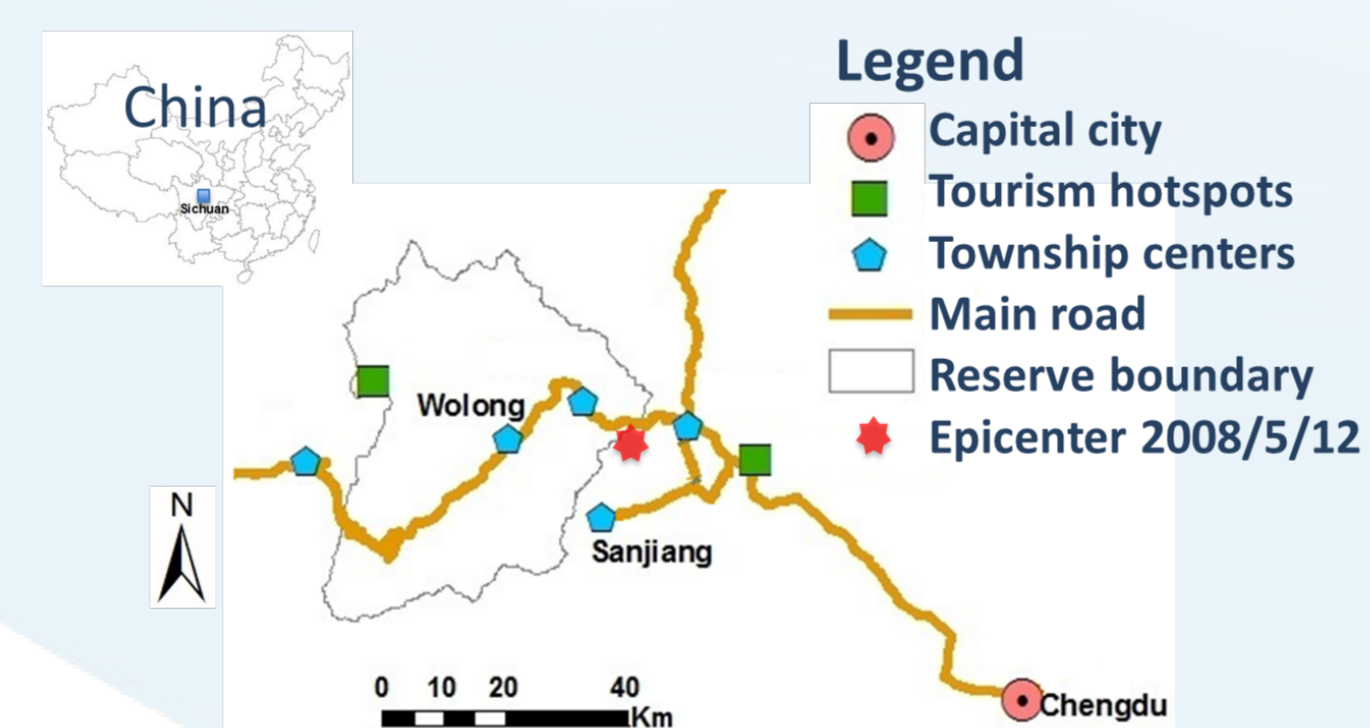 China
Sichuan
Legend
Capital city
Tourism hotspots
Township centers
Main road
Reserve boundary
Epicenter 2008/5/12
Wolong
N
Sanjiang
0 10 20 40
Km
Chengdu